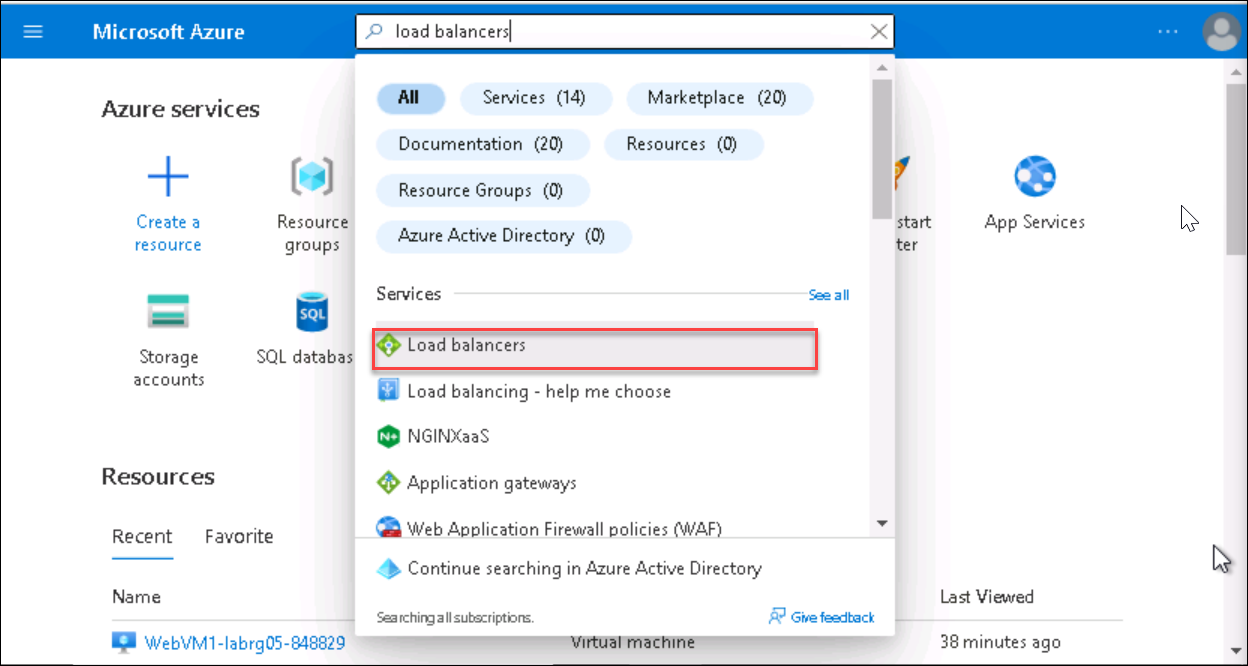 Microsoft Azure
load balancers
...
All
Services (14)
Marketplace (20)
Documentation (20)
Resources (0)
Resource Groups (0)
Azure Active Directory (0)
Services
See all
Load balancers
Load balancing - help me choose
NGINXaaS
Application gateways
Web Application Firewall policies (WAF)
Continue searching in Azure Active Directory
Searching all subscriptions.
Give feedback
Azure services
Create a
resource
Resource
groups
start
ter
App Services
Storage
accounts
SQL
SQL databas
Resources
Recent
Favorite
Name
Last Viewed
WebVM1-labrg05-848829
Virtual machine
38 minutes ago